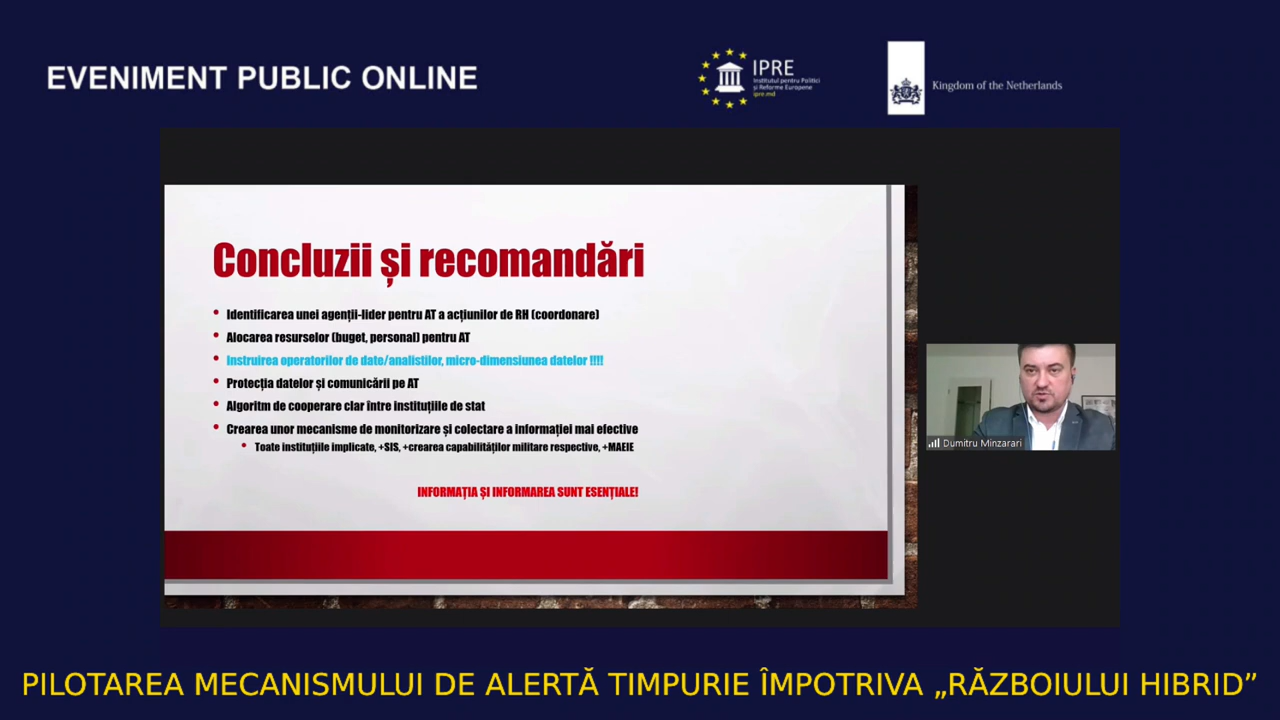 EVENIMENT PUBLIC ONLINE
IPRE
Institutul pentru Politici
și Reforme Europene
ipre.md
Kingdom of the Netherlands
Concluzii și recomandări
• Identificarea unei agenții-lider pentru AT a acțiunilor de RH (coordonare)
• Alocarea resurselor (buget, personal) pentru AT
• Instruirea operatorilor de date/analistilor, micro-dimensiunea datelor !!!!
• Protecția datelor și comunicării pe AT
• Algoritm de cooperare clar între instituțiile de stat
• Crearea unor mecanisme de monitorizare și colectare a informației mai efective
• Toate instituțiile implicate, +SIS, +crearea capabilităților militare respective, +MAEIE
INFORMAȚIA ȘI INFORMAREA SUNT ESENȚIALE!
Dumitru Minzarari
PILOTAREA MECANISMULUI DE ALERTĂ TIMPURIE ÎMPOTRIVA „RĂZBOIULUI HIBRID”